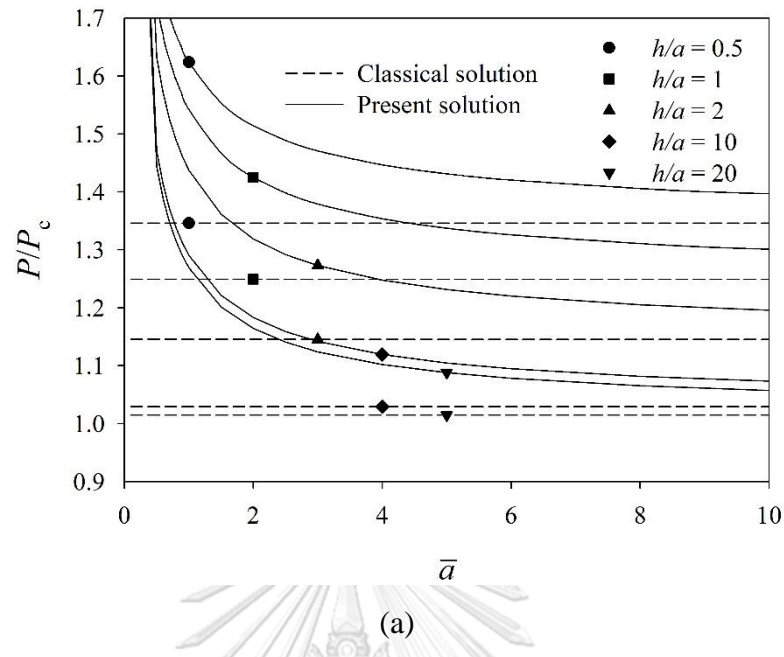 1.7
1.6
1.5
1.4
1.3
1.2
1.1
1.0
0.9
P/Pc
Classical solution
Present solution
h/a = 0.5
h/a = 1
h/a = 2
h/a = 10
h/a = 20
0 2 4 6 8 10
a̅
(a)